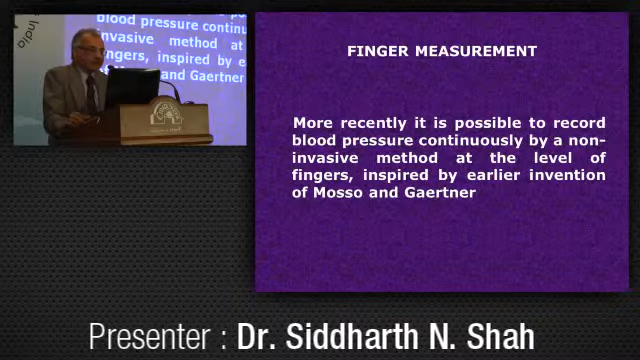 India
blood pressure continu
invasive method at
fingers, inspired by e
and Gaertner
FINGER MEASUREMENT
More recently it is possible to record
blood pressure continuously by a non-
invasive method at the level of
fingers, inspired by earlier invention
of Mosso and Gaertner
Presenter : Dr. Siddharth N. Shah